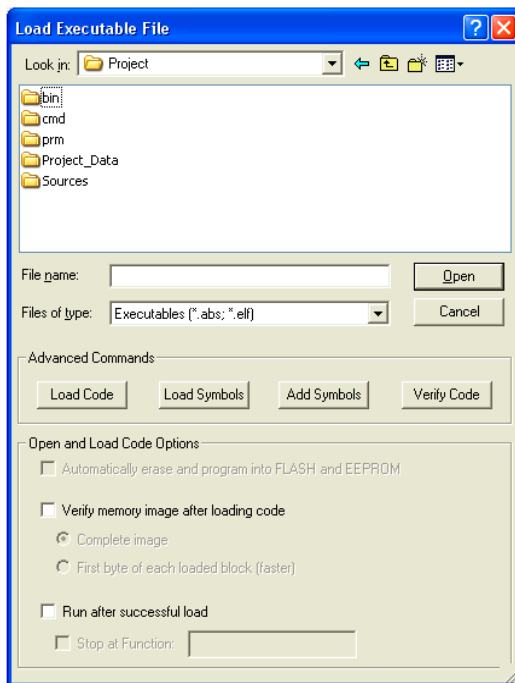 Load Executable File
Look in: Project
bin
cmd
prm
Project_Data
Sources
File name:
Open
Files of type: Executables (*.abs; *.elf)
Cancel
Advanced Commands
Load Code Load Symbols Add Symbols Verify Code
Open and Load Code Options
Automatically erase and program into FLASH and EEPROM
Verify memory image after loading code
Complete image
First byte of each loaded block (faster)
Run after successful load
Stop at Function: